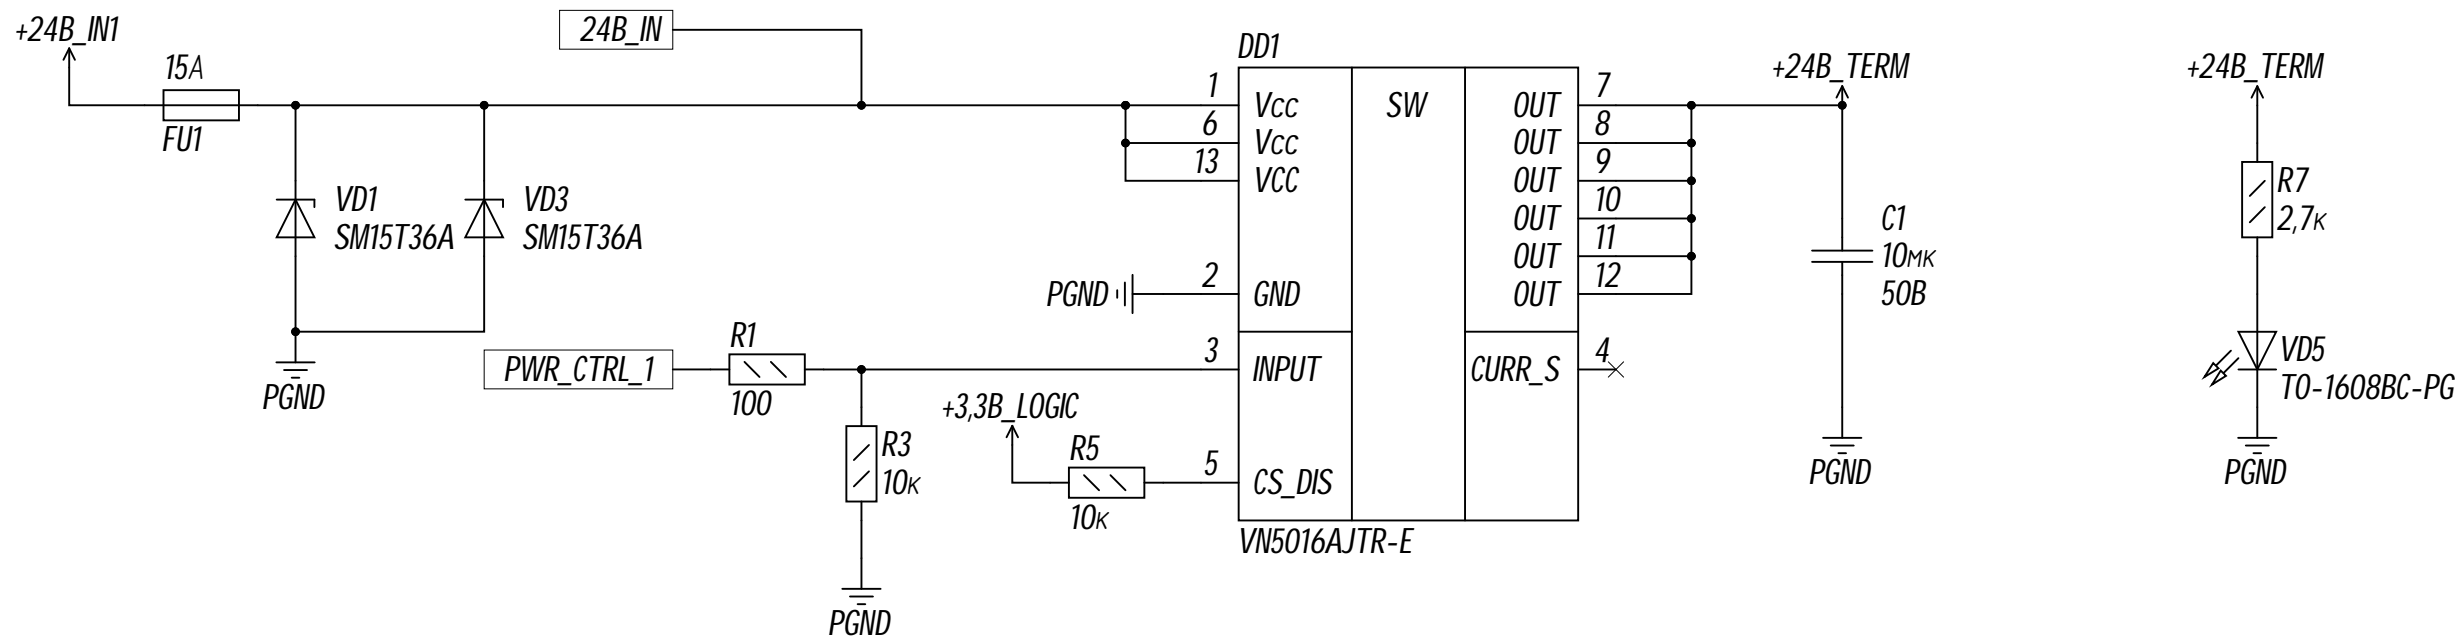 +24В_IN1
15А
FU1
24В_IN
VD1
SM15T36A
VD3
SM15T36A
PGND
PWR_CTRL_1
R1
100
R3
10к
PGND
+3,3В_LOGIC
R5
10к
PGND
DD1
1
6
13
2
3
5
Vcc
Vcc
VCC
GND
INPUT
CS_DIS
SW
OUT
OUT
OUT
OUT
OUT
OUT
CURR_S
7
8
9
10
11
12
4
VN5016AJTR-E
+24В_TERM
C1
10мк
50В
PGND
+24В_TERM
R7
2,7к
VD5
TO-1608BC-PG
PGND